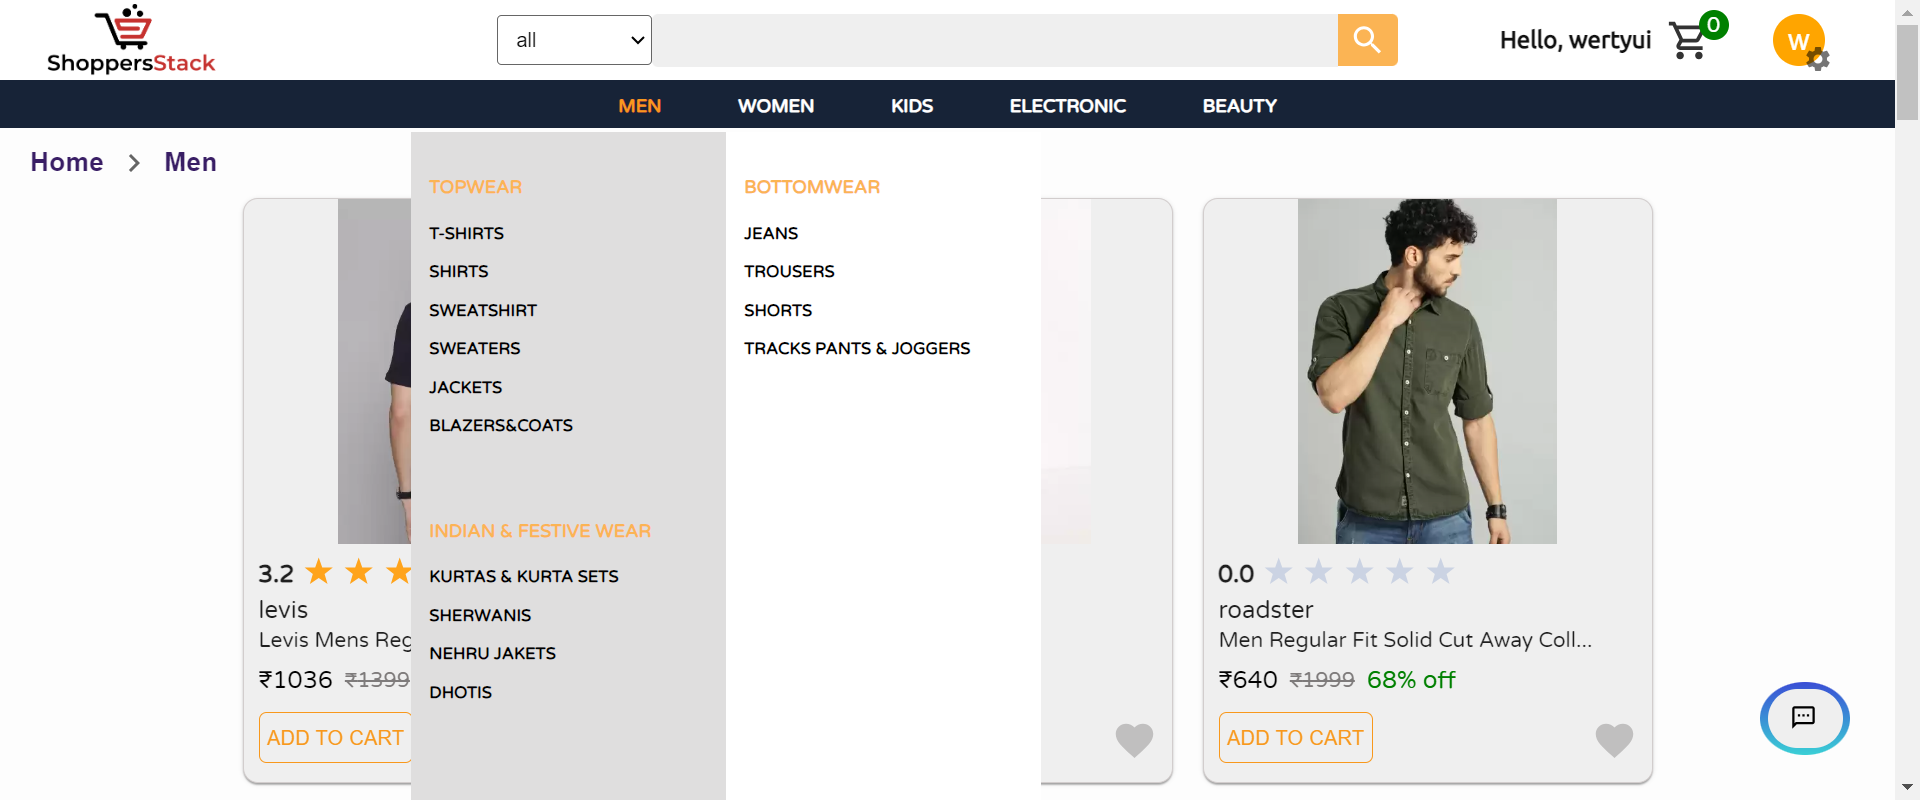 ShoppersStack
all
Hello, wertyui
0
W
MEN WOMEN KIDS ELECTRONIC BEAUTY
Home > Men
TOPWEAR
T-SHIRTS
SHIRTS
SWEATSHIRT
SWEATERS
JACKETS
BLAZERS&COATS
INDIAN & FESTIVE WEAR
KURTAS & KURTA SETS
SHERWANIS
NEHRU JAKETS
DHOTIS
BOTTOMWEAR
JEANS
TROUSERS
SHORTS
TRACKS PANTS & JOGGERS
3.2
levis
Levis Mens Reg
₹1036 ₹1399
ADD TO CART
0.0
roadster
Men Regular Fit Solid Cut Away Coll...
₹640 ₹1999 68% off
ADD TO CART